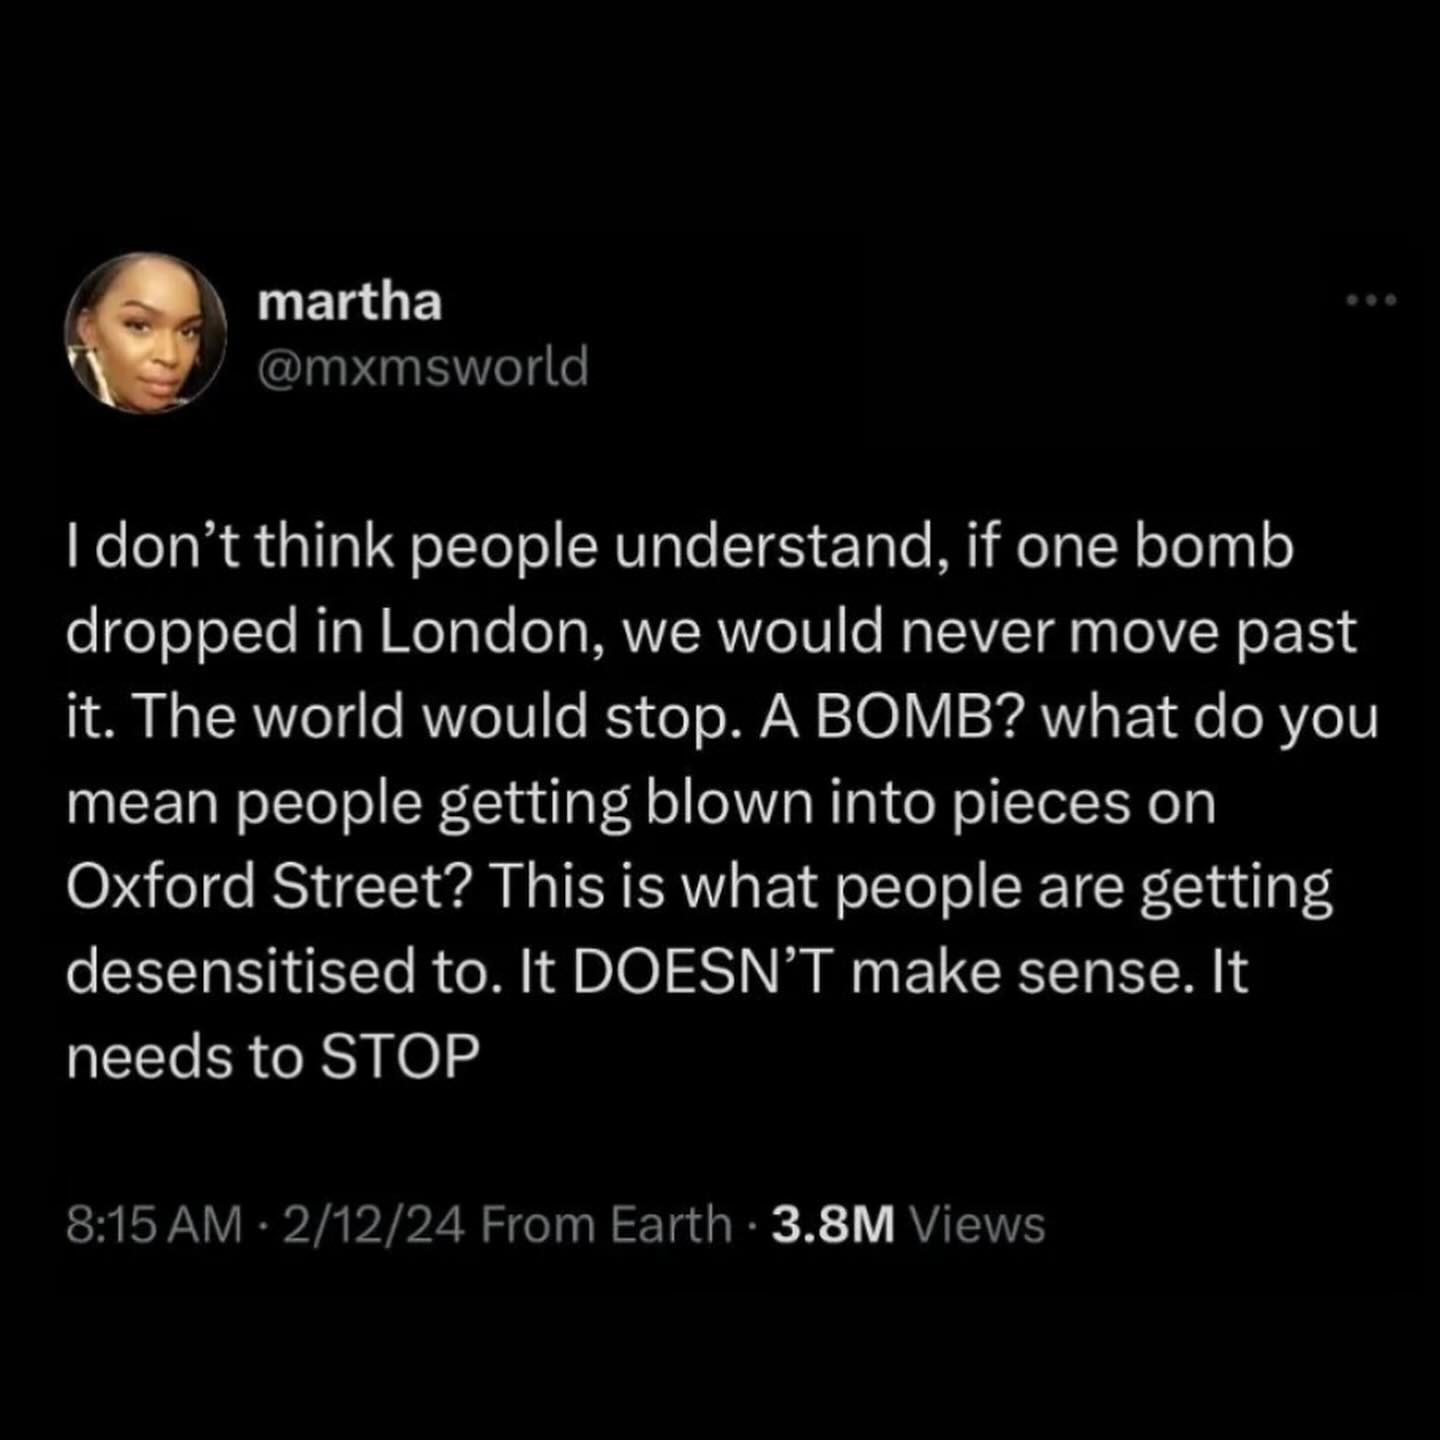 martha
@mxmsworld
I don’t think people understand, if one bomb
dropped in London, we would never move past
it. The world would stop. A BOMB? what do you
mean people getting blown into pieces on
Oxford Street? This is what people are getting
desensitised to. It DOESN’T make sense. It
needs to STOP
8:15 AM · 2/12/24 From Earth · 3.8M Views